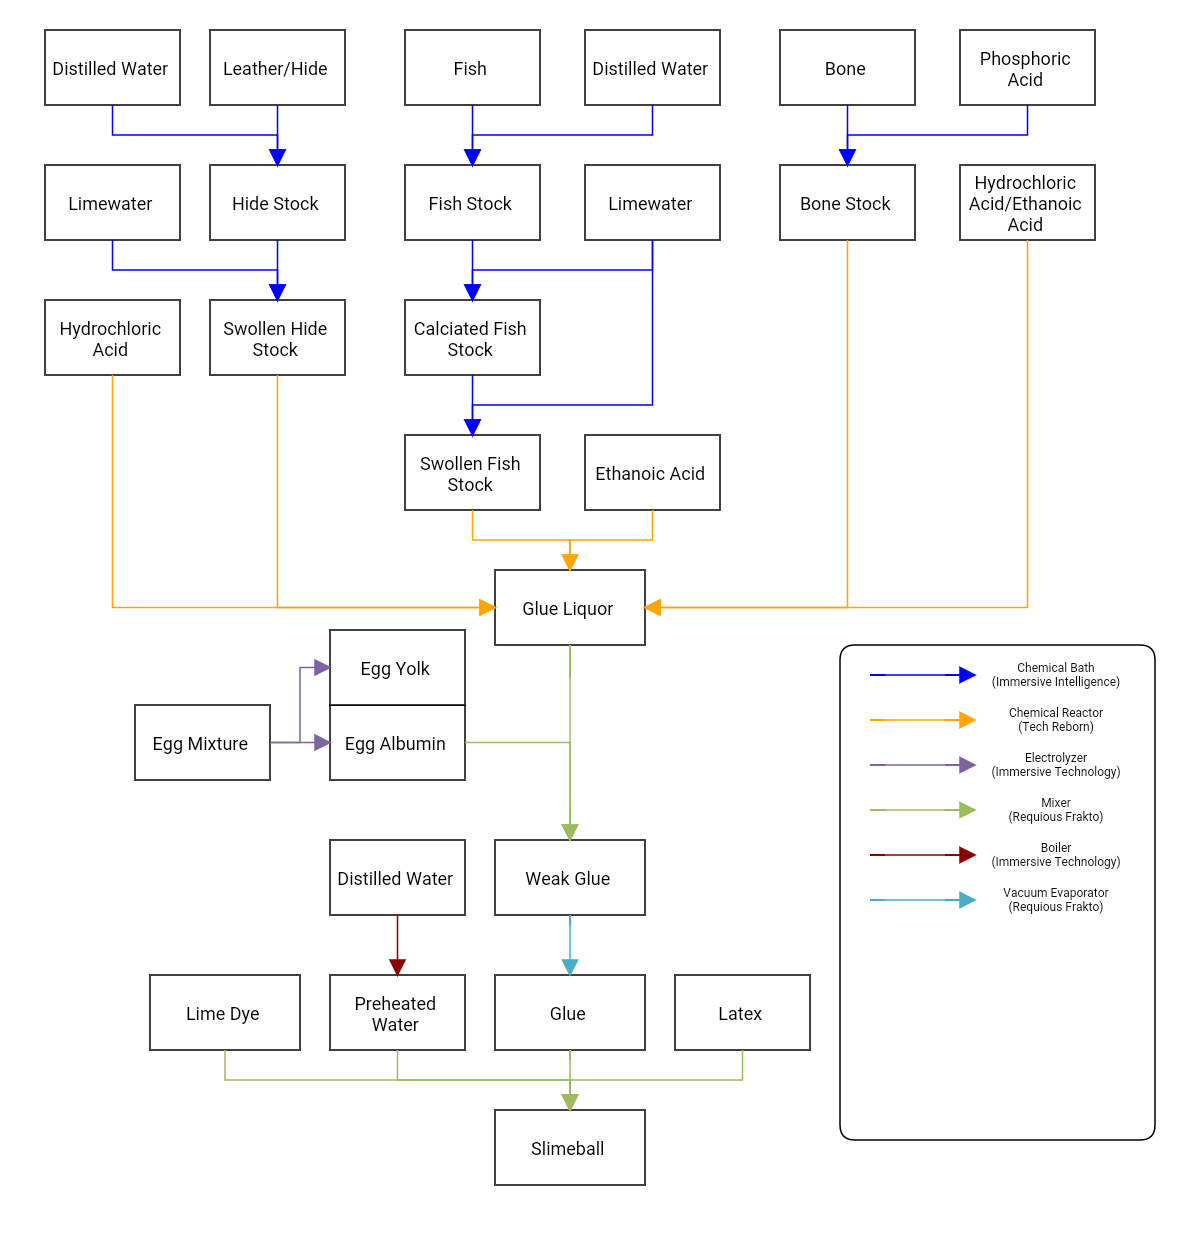 Distilled Water
Leather/Hide
Fish
Distilled Water
Bone
Phosphoric
Acid
Limewater
Hide Stock
Fish Stock
Limewater
Bone Stock
Hydrochloric
Acid/Ethanoic
Acid
Hydrochloric
Acid
Swollen Hide
Stock
Calciated Fish
Stock
Swollen Fish
Stock
Ethanoic Acid
Glue Liquor
Egg Yolk
Egg Mixture
Egg Albumin
Distilled Water
Weak Glue
Lime Dye
Preheated
Water
Glue
Latex
Slimeball
Chemical Bath
(Immersive Intelligence)
Chemical Reactor
(Tech Reborn)
Electrolyzer
(Immersive Technology)
Mixer
(Requious Frakto)
Boiler
(Immersive Technology)
Vacuum Evaporator
(Requious Frakto)